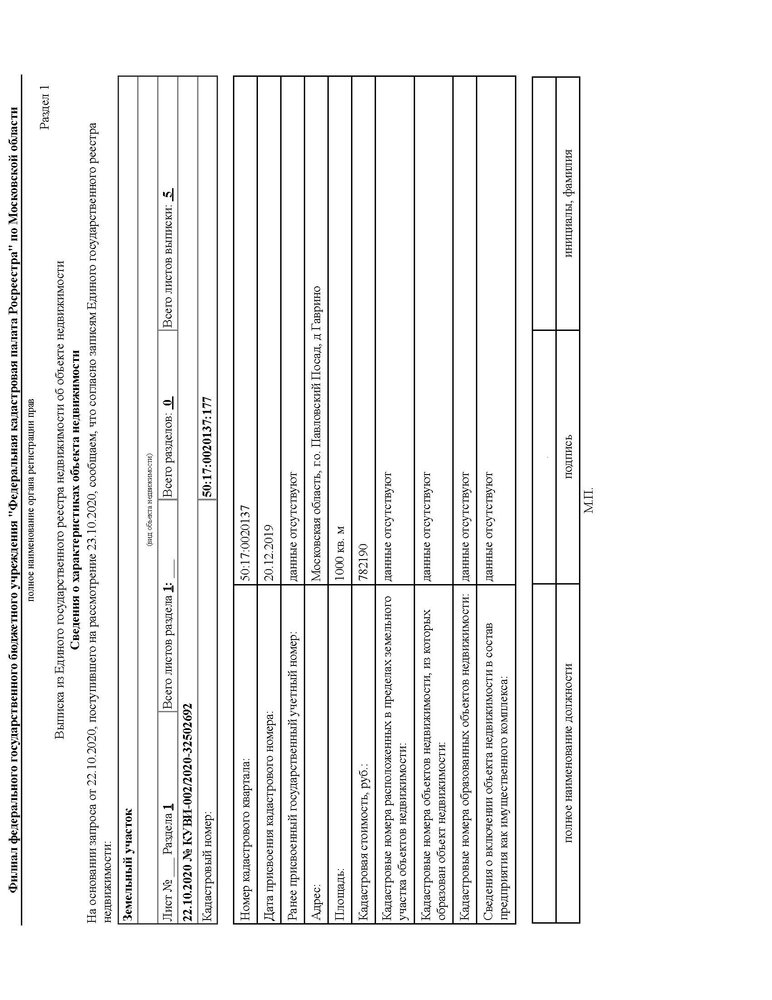 Филиал федерального государственного бюджетного учреждения "Федеральная кадастровая палата Росреестра" по Московской области
полное наименование органа регистрации прав
Раздел 1
Выписка из Единого государственного реестра недвижимости об объекте недвижимости
Сведения о характеристиках объекта недвижимости
На основании запроса от 22.10.2020, поступившего на рассмотрение 23.10.2020, сообщаем, что согласно записям Единого государственного реестра
недвижимости:
Земельный участок
(вид объекта недвижимости)
Лист № ___ Раздела 1 Всего листов раздела 1: ___ Всего разделов: 0 Всего листов выписки: 5
22.10.2020 № КУВИ-002/2020-32502692
Кадастровый номер: 50:17:0020137:177
Номер кадастрового квартала: 50:17:0020137
Дата присвоения кадастрового номера: 20.12.2019
Ранее присвоенный государственный учетный номер: данные отсутствуют
Адрес: Московская область, г.о. Павловский Посад, д Гаврино
Площадь: 1000 кв. м
Кадастровая стоимость, руб.: 782190
Кадастровые номера расположенных в пределах земельного данные отсутствуют
участка объектов недвижимости:
Кадастровые номера объектов недвижимости, из которых данные отсутствуют
образован объект недвижимости:
Кадастровые номера образованных объектов недвижимости: данные отсутствуют
Сведения о включении объекта недвижимости в состав данные отсутствуют
предприятия как имущественного комплекса:
полное наименование должности подпись инициалы, фамилия
М.П.